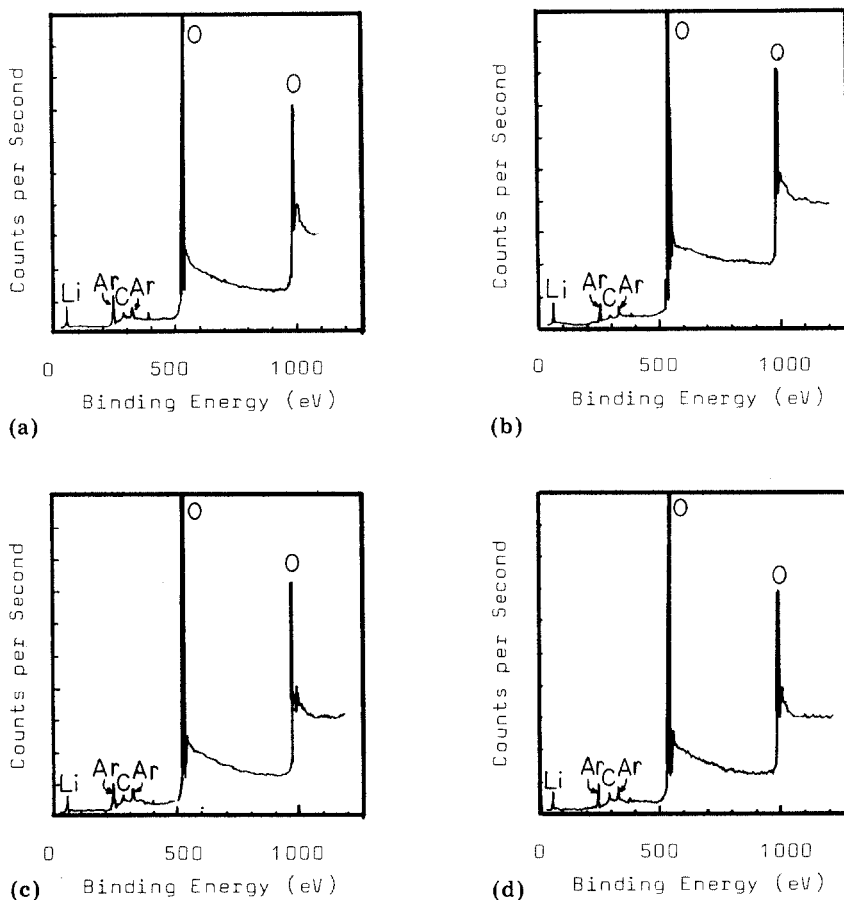 O
O
Li
Ar
C
Ar
Counts per Second
0
500
1000
Binding Energy (eV)
(a)
O
O
Li
Ar
C
Ar
Counts per Second
0
500
1000
Binding Energy (eV)
(b)
O
O
Li
Ar
C
Ar
Counts per Second
0
500
1000
Binding Energy (eV)
(c)
O
O
Li
Ar
C
Ar
Counts per Second
0
500
1000
Binding Energy (eV)
(d)